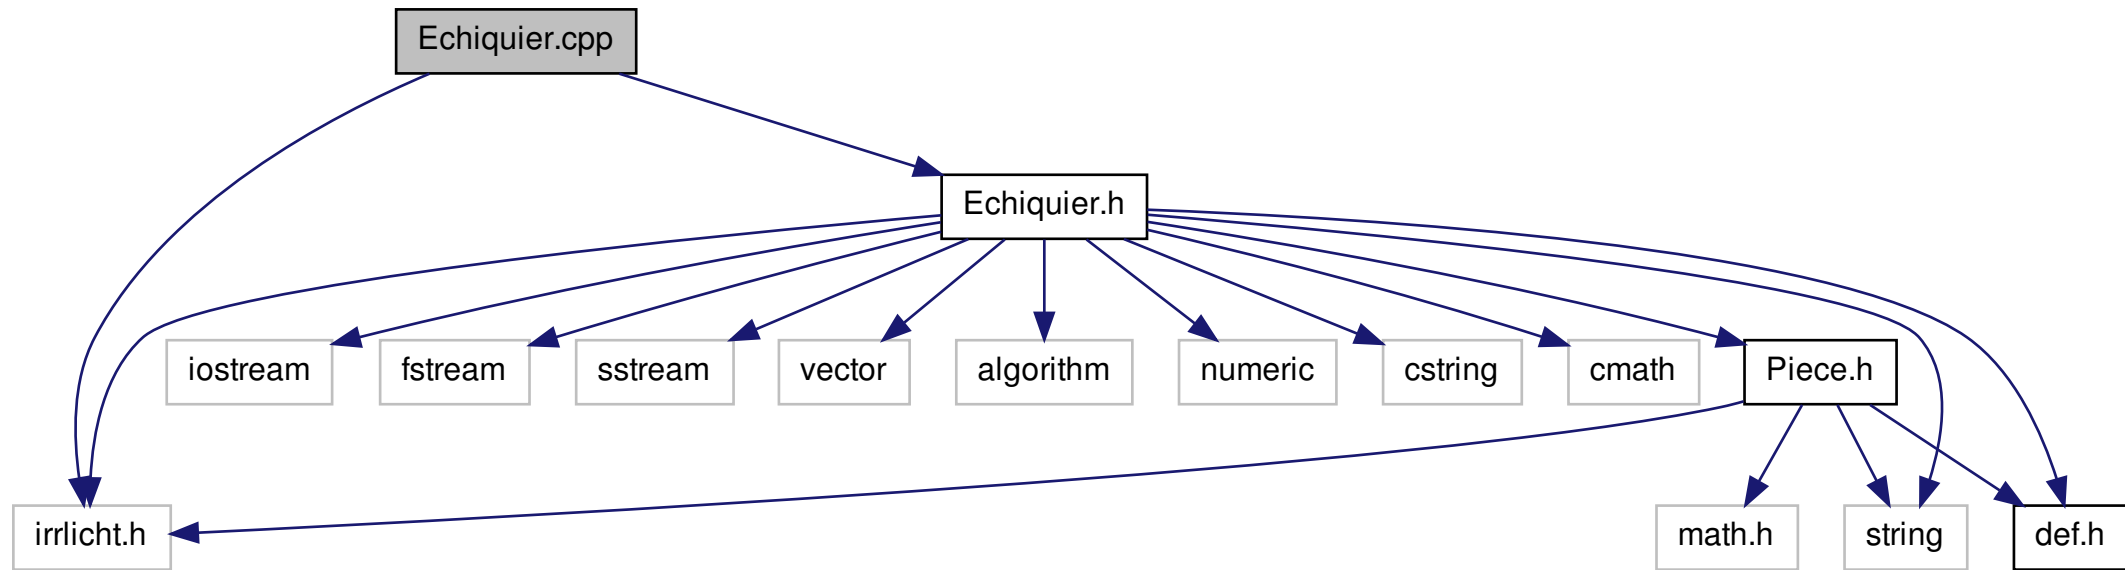 Echiquier.cpp
Echiquier.h
iostream
fstream
sstream
vector
algorithm
numeric
cstring
cmath
Piece.h
irrlicht.h
math.h
string
def.h